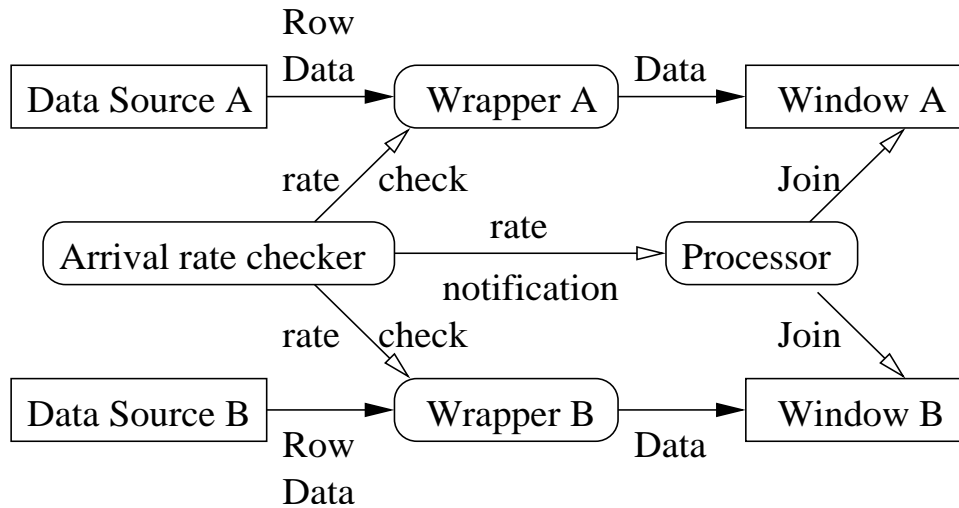 Row
Data
Data
Data Source A
Wrapper A
Window A
rate check
Join
rate
Arrival rate checker
Processor
notification
rate check
Join
Data Source B
Wrapper B
Window B
Row
Data
Data